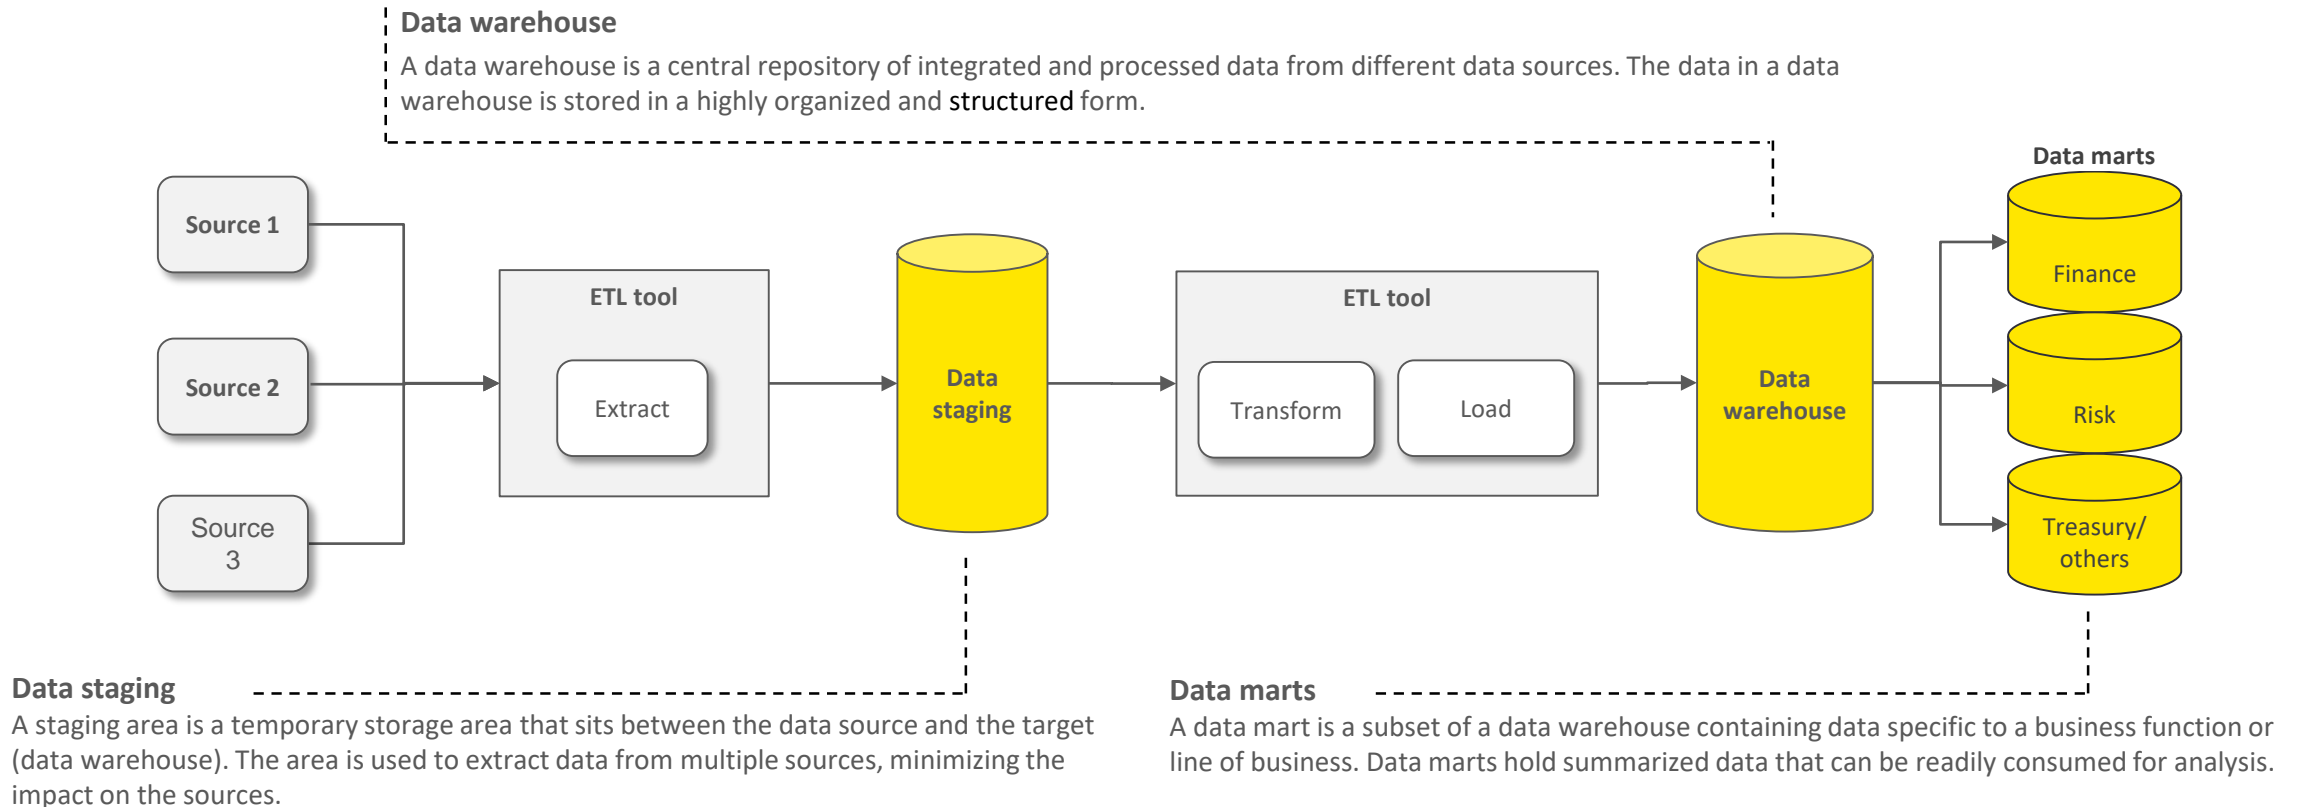 Data warehouse
A data warehouse is a central repository of integrated and processed data from different data sources. The data in a data
warehouse is stored in a highly organized and structured form.
Data marts
Source 1
Source 2
Source
3
ETL tool
Extract
Data
staging
ETL tool
Transform
Load
Data
warehouse
Finance
Risk
Treasury/
others
Data staging
A staging area is a temporary storage area that sits between the data source and the target
(data warehouse). The area is used to extract data from multiple sources, minimizing the
impact on the sources.
Data marts
A data mart is a subset of a data warehouse containing data specific to a business function or
line of business. Data marts hold summarized data that can be readily consumed for analysis.